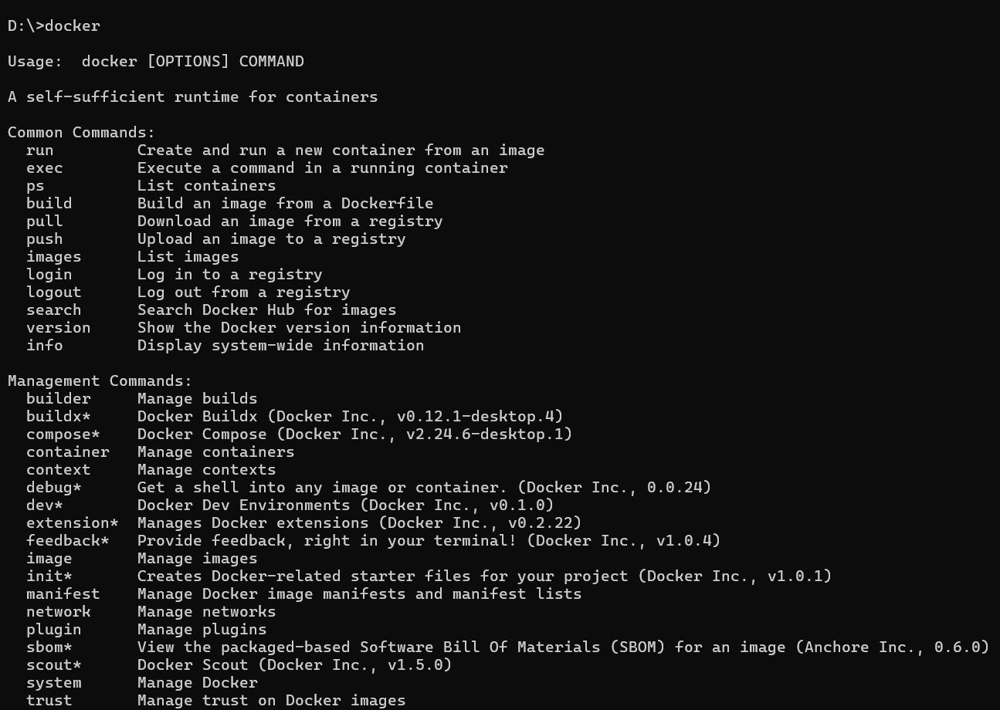 D:\>docker
Usage:  docker [OPTIONS] COMMAND
A self-sufficient runtime for containers
Common Commands:
  run         Create and run a new container from an image
  exec        Execute a command in a running container
  ps          List containers
  build       Build an image from a Dockerfile
  pull        Download an image from a registry
  push        Upload an image to a registry
  images      List images
  login       Log in to a registry
  logout      Log out from a registry
  search      Search Docker Hub for images
  version     Show the Docker version information
  info        Display system-wide information
Management Commands:
  builder     Manage builds
  buildx*     Docker Buildx (Docker Inc., v0.12.1-desktop.4)
  compose*    Docker Compose (Docker Inc., v2.24.6-desktop.1)
  container   Manage containers
  context     Manage contexts
  debug*      Get a shell into any image or container. (Docker Inc., 0.0.24)
  dev*        Docker Dev Environments (Docker Inc., v0.1.0)
  extension*  Manages Docker extensions (Docker Inc., v0.2.22)
  feedback*   Provide feedback, right in your terminal! (Docker Inc., v1.0.4)
  image       Manage images
  init*       Creates Docker-related starter files for your project (Docker Inc., v1.0.1)
  manifest    Manage Docker image manifests and manifest lists
  network     Manage networks
  plugin      Manage plugins
  sbom*       View the packaged-based Software Bill Of Materials (SBOM) for an image (Anchore Inc., 0.6.0)
  scout*      Docker Scout (Docker Inc., v1.5.0)
  system      Manage Docker
  trust       Manage trust on Docker images